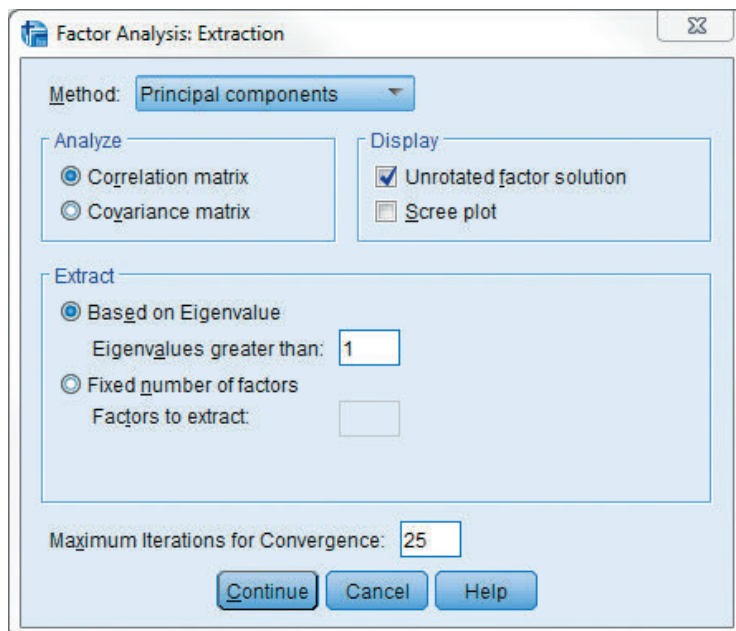 Factor Analysis: Extraction
Method: Principal components
Analyze
Correlation matrix
Covariance matrix
Display
Unrotated factor solution
Scree plot
Extract
Based on Eigenvalue
Eigenvalues greater than: 1
Fixed number of factors
Factors to extract:
Maximum Iterations for Convergence: 25
Continue Cancel Help